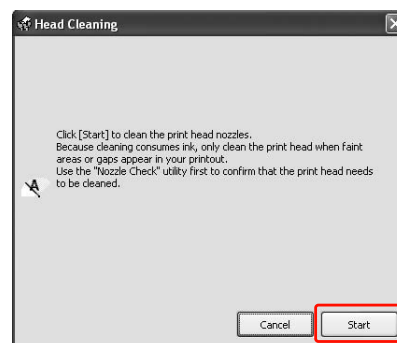 Head Cleaning
Click [Start] to clean the print head nozzles.
Because cleaning consumes ink, only clean the print head when faint
areas or gaps appear in your printout.
Use the "Nozzle Check" utility first to confirm that the print head needs
to be cleaned.
Cancel Start